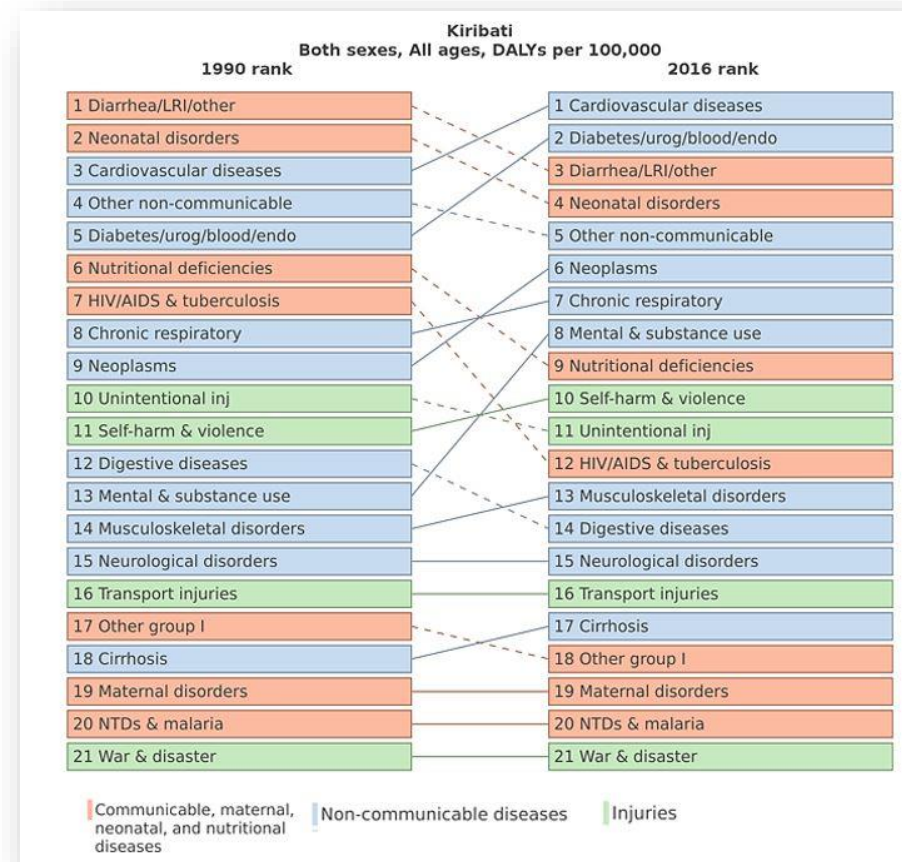 Kiribati
Both sexes, All ages, DALYs per 100,000
1990 rank
2016 rank
1 Diarrhea/LRI/other
2 Neonatal disorders
3 Cardiovascular diseases
4 Other non-communicable
5 Diabetes/urog/blood/endo
6 Nutritional deficiencies
7 HIV/AIDS & tuberculosis
8 Chronic respiratory
9 Neoplasms
10 Unintentional inj
11 Self-harm & violence
12 Digestive diseases
13 Mental & substance use
14 Musculoskeletal disorders
15 Neurological disorders
16 Transport injuries
17 Other group I
18 Cirrhosis
19 Maternal disorders
20 NTDs & malaria
21 War & disaster
1 Cardiovascular diseases
2 Diabetes/urog/blood/endo
3 Diarrhea/LRI/other
4 Neonatal disorders
5 Other non-communicable
6 Neoplasms
7 Chronic respiratory
8 Mental & substance use
9 Nutritional deficiencies
10 Self-harm & violence
11 Unintentional inj
12 HIV/AIDS & tuberculosis
13 Musculoskeletal disorders
14 Digestive diseases
15 Neurological disorders
16 Transport injuries
17 Cirrhosis
18 Other group I
19 Maternal disorders
20 NTDs & malaria
21 War & disaster
Communicable, maternal,
neonatal, and nutritional
diseases
Non-communicable diseases
Injuries